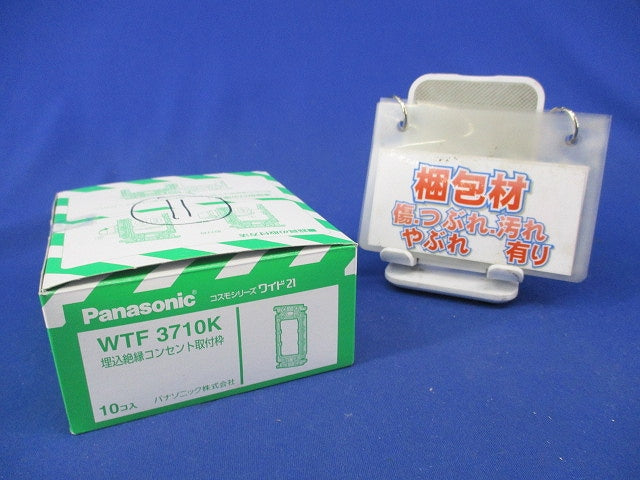 11
Panasonic
コスモシリーズ ワイド21
WTF 3710K
埋込絶縁コンセント取付枠
パナソニック株式会社
10コ入
梱包材
傷.つぶれ.汚れ
やぶれ 有り